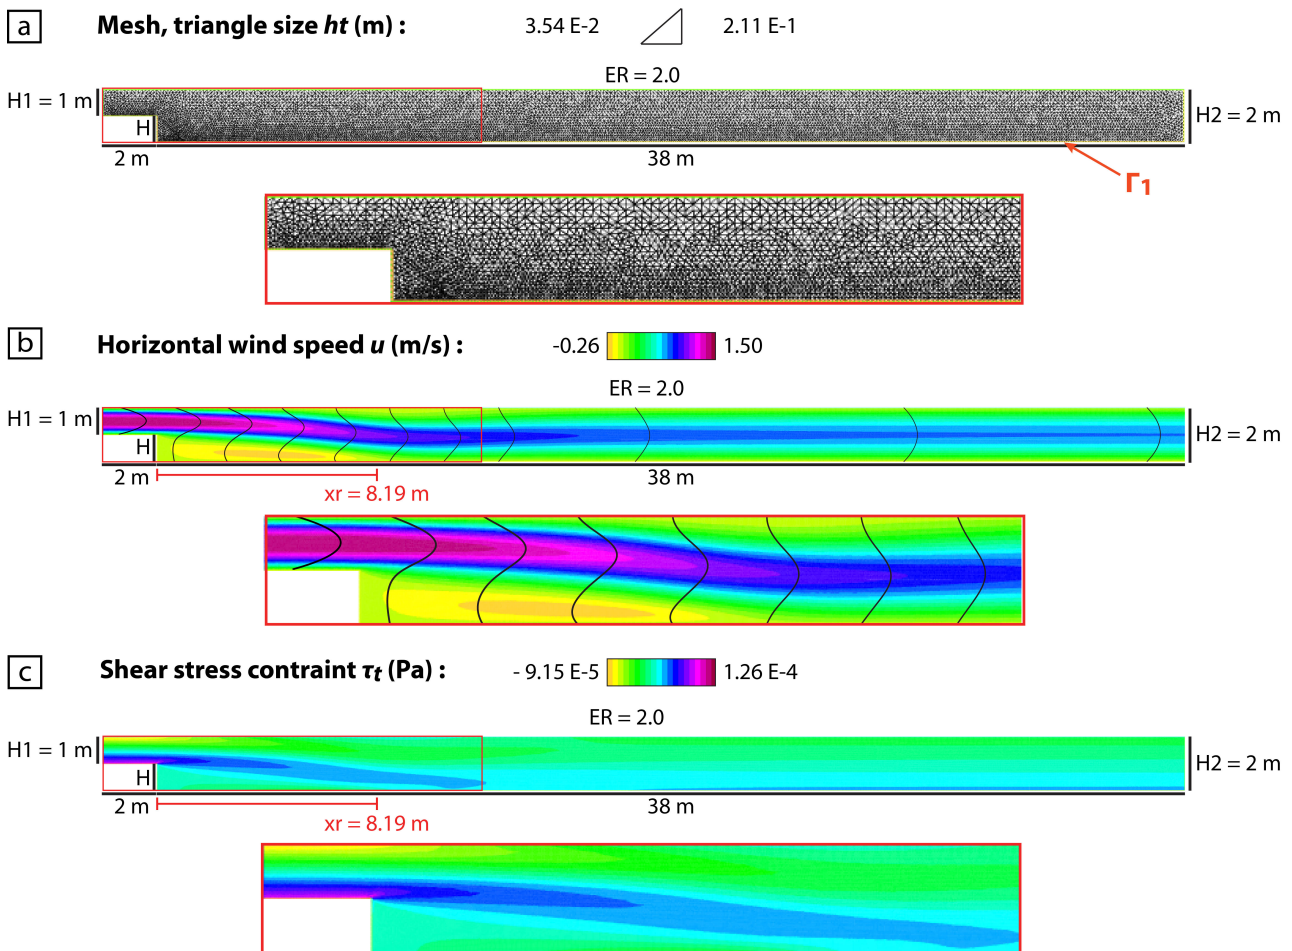 a
Mesh, triangle size ht (m) :
3.54 E-2
2.11 E-1
ER = 2.0
H1 = 1 m
H
H2 = 2 m
2 m
38 m
Γ1
b
Horizontal wind speed u (m/s) :
-0.26
1.50
ER = 2.0
H1 = 1 m
H
H2 = 2 m
2 m
38 m
xr = 8.19 m
c
Shear stress contraint τt (Pa) :
- 9.15 E-5
1.26 E-4
ER = 2.0
H1 = 1 m
H
H2 = 2 m
2 m
38 m
xr = 8.19 m